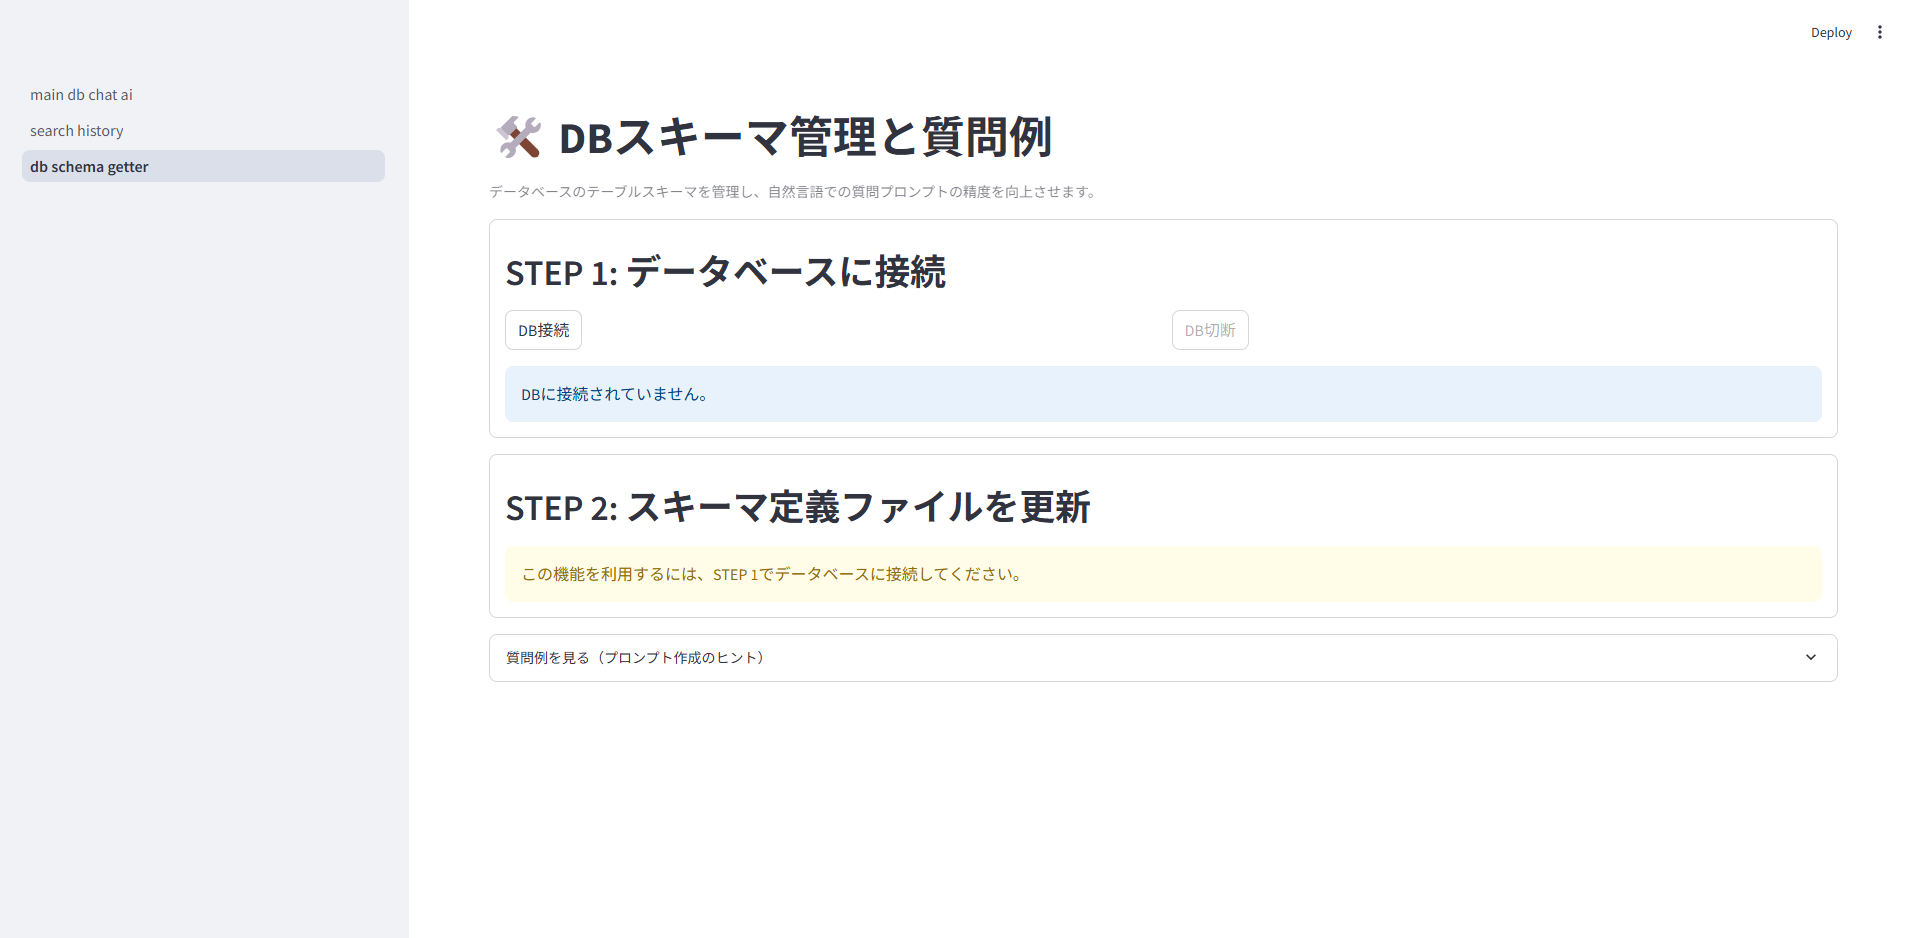 Deploy
main db chat ai
search history
db schema getter
DBスキーマ管理と質問例
データベースのテーブルスキーマを管理し、自然言語での質問プロンプトの精度を向上させます。
STEP 1: データベースに接続
DB接続
DB切断
DBに接続されていません。
STEP 2: スキーマ定義ファイルを更新
この機能を利用するには、STEP 1でデータベースに接続してください。
質問例を見る（プロンプト作成のヒント）